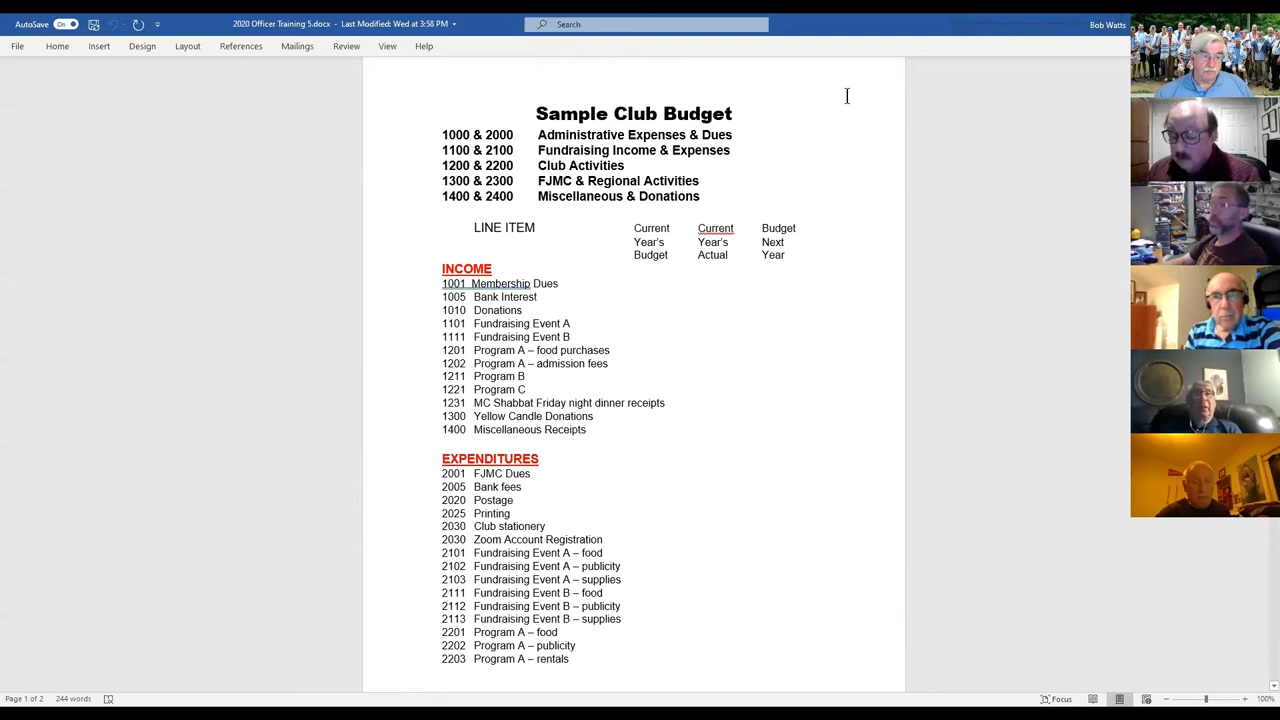 AutoSave On 2020 Officer Training 5.docx - Last Modified: Wed at 3:58 PM Search Bob Watts
File Home Insert Design Layout References Mailings Review View Help
Sample Club Budget
1000 & 2000 Administrative Expenses & Dues
1100 & 2100 Fundraising Income & Expenses
1200 & 2200 Club Activities
1300 & 2300 FJMC & Regional Activities
1400 & 2400 Miscellaneous & Donations
LINE ITEM Current Current Budget
Year's Year's Next
Budget Actual Year
INCOME
1001 Membership Dues
1005 Bank Interest
1010 Donations
1101 Fundraising Event A
1111 Fundraising Event B
1201 Program A – food purchases
1202 Program A – admission fees
1211 Program B
1221 Program C
1231 MC Shabbat Friday night dinner receipts
1300 Yellow Candle Donations
1400 Miscellaneous Receipts
EXPENDITURES
2001 FJMC Dues
2005 Bank fees
2020 Postage
2025 Printing
2030 Club stationery
2030 Zoom Account Registration
2101 Fundraising Event A – food
2102 Fundraising Event A – publicity
2103 Fundraising Event A – supplies
2111 Fundraising Event B – food
2112 Fundraising Event B – publicity
2113 Fundraising Event B – supplies
2201 Program A – food
2202 Program A – publicity
2203 Program A – rentals
Page 1 of 2 244 words Focus 100%